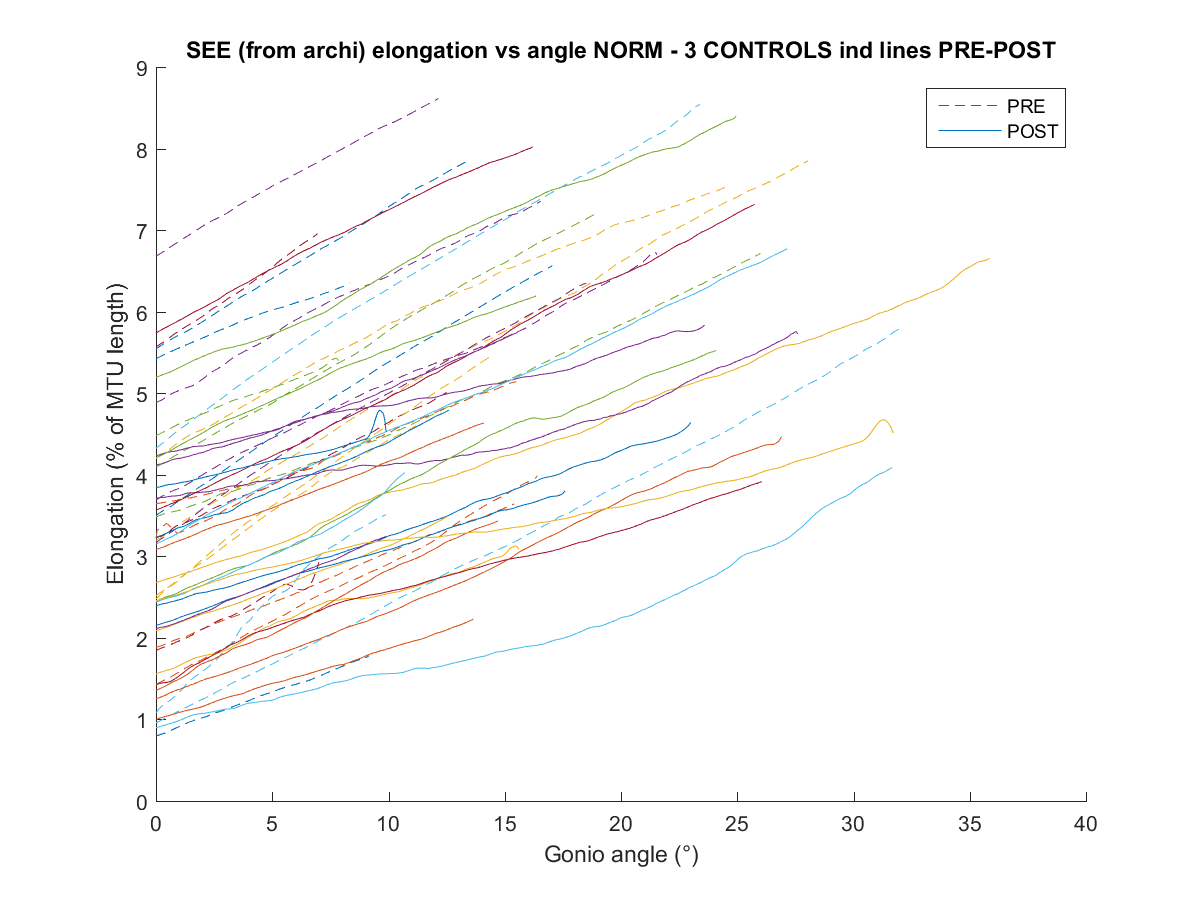 SEE (from archi) elongation vs angle NORM - 3 CONTROLS ind lines PRE-POST
PRE
POST
Elongation (% of MTU length)
9
8
7
6
5
4
3
2
1
0
0 5 10 15 20 25 30 35 40
Gonio angle (°)